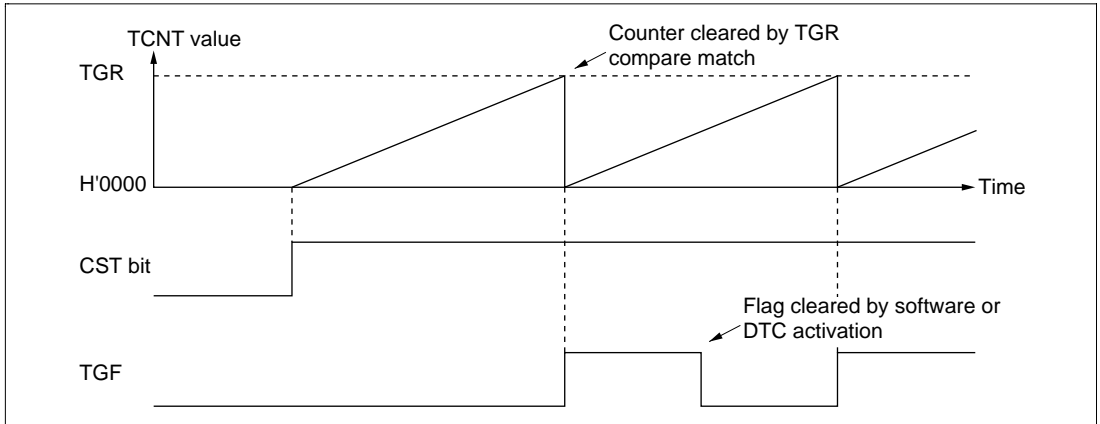 TCNT value
Counter cleared by TGR
compare match
TGR
H'0000
Time
CST bit
Flag cleared by software or
DTC activation
TGF